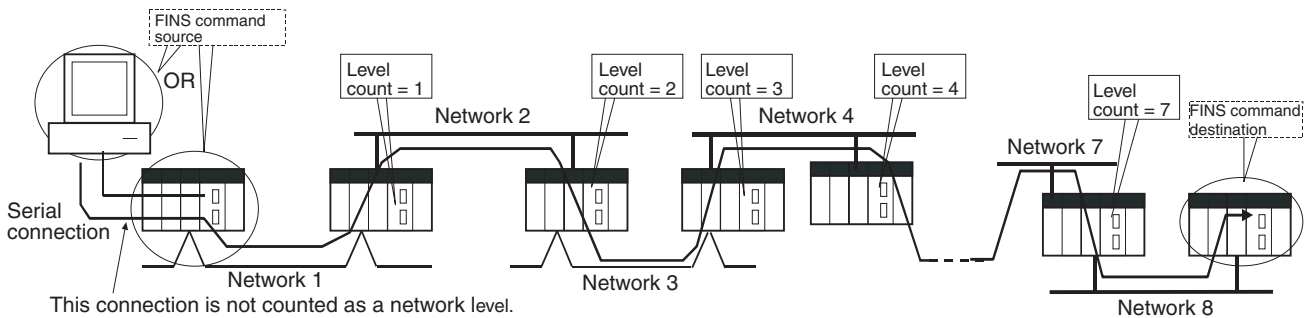 FINS command
source
OR
Level
count = 1
Level
count = 2
Level
count = 3
Level
count = 4
Level
count = 7
FINS command
destination
Network 2
Network 4
Network 7
Serial
connection
Network 1
Network 3
Network 8
This connection is not counted as a network level.